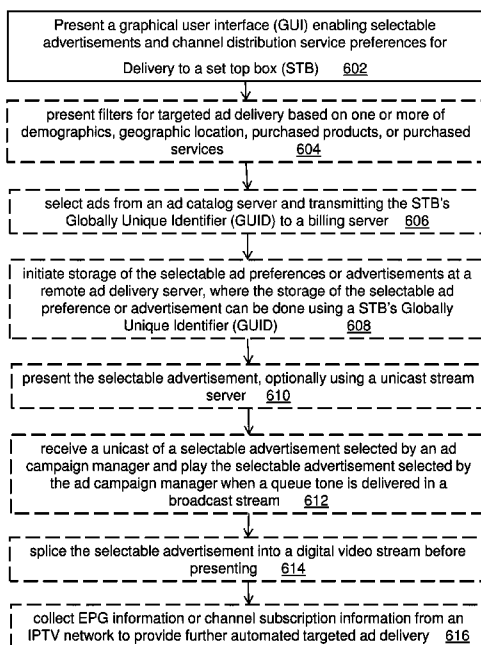 Present a graphical user interface (GUI) enabling selectable
advertisements and channel distribution service preferences for
Delivery to a set top box (STB) 602
present filters for targeted ad delivery based on one or more of
demographics, geographic location, purchased products, or purchased
services 604
select ads from an ad catalog server and transmitting the STB's
Globally Unique Identifier (GUID) to a billing server 606
initiate storage of the selectable ad preferences or advertisements at a
remote ad delivery server, where the storage of the selectable ad
preference or advertisement can be done using a STB's Globally
Unique Identifier (GUID) 608
present the selectable advertisement, optionally using a unicast stream
server 610
receive a unicast of a selectable advertisement selected by an ad
campaign manager and play the selectable advertisement selected by
the ad campaign manager when a queue tone is delivered in a
broadcast stream 612
splice the selectable advertisement into a digital video stream before
presenting 614
collect EPG information or channel subscription information from an
IPTV network to provide further automated targeted ad delivery 616